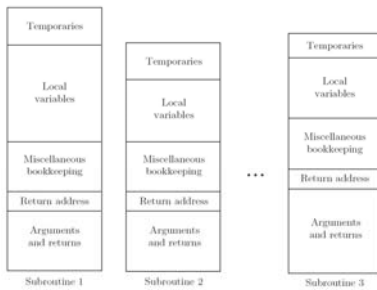 Temporaries
Local
variables
Miscellaneous
bookkeeping
Return address
Arguments
and returns
Subroutine 1
Temporaries
Local
variables
Miscellaneous
bookkeeping
Return address
Arguments
and returns
Subroutine 2
...
Temporaries
Local
variables
Miscellaneous
bookkeeping
Return address
Arguments
and returns
Subroutine 3